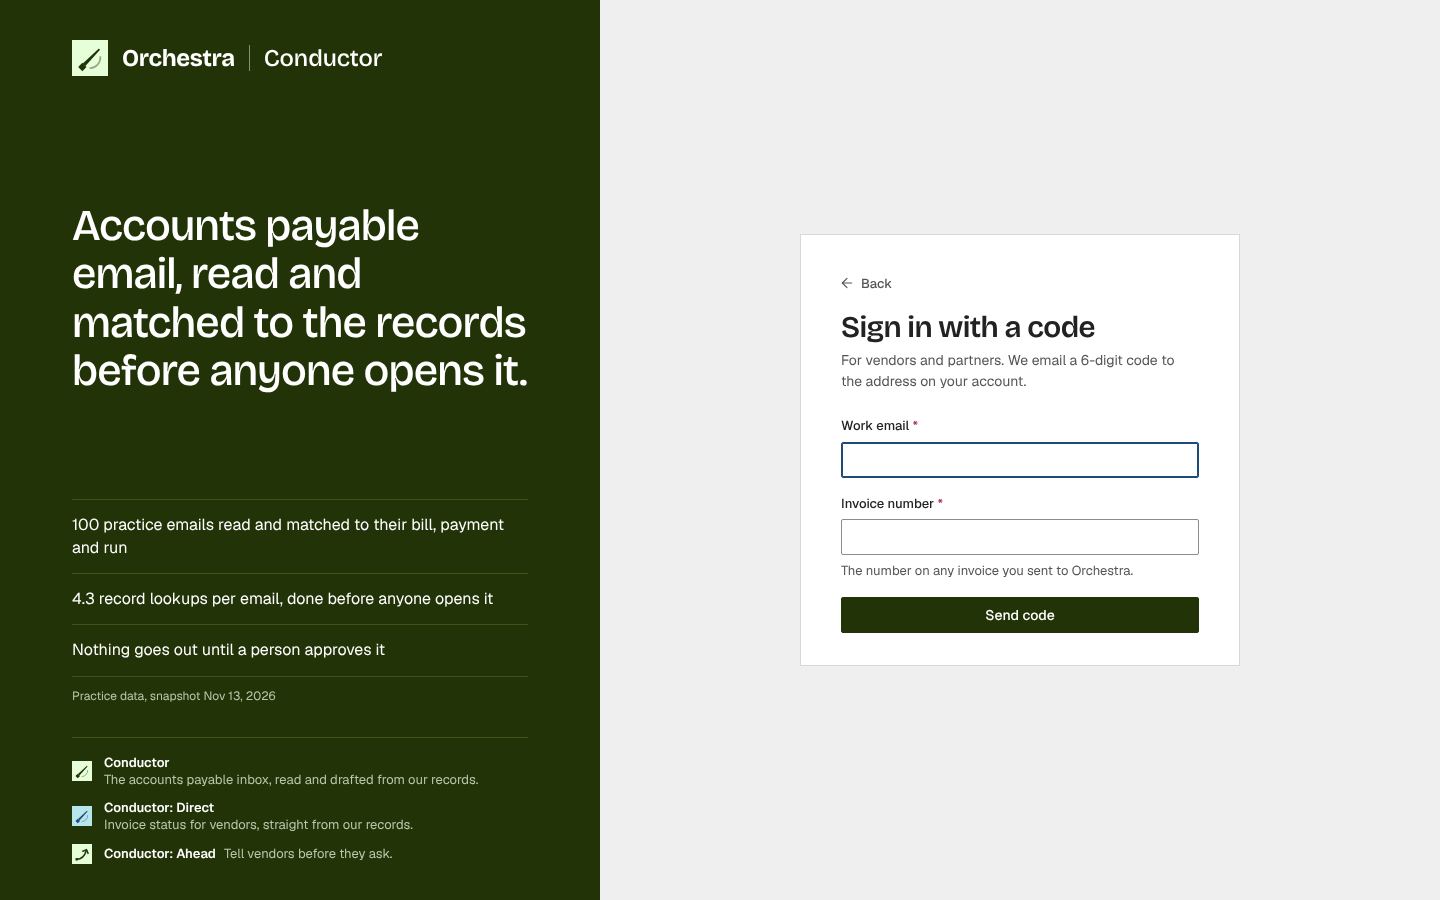 Orchestra | Conductor
Accounts payable
email, read and
matched to the records
before anyone opens it.
100 practice emails read and matched to their bill, payment
and run
4.3 record lookups per email, done before anyone opens it
Nothing goes out until a person approves it
Practice data, snapshot Nov 13, 2026
Conductor
The accounts payable inbox, read and drafted from our records.
Conductor: Direct
Invoice status for vendors, straight from our records.
Conductor: Ahead Tell vendors before they ask.
← Back
Sign in with a code
For vendors and partners. We email a 6-digit code to
the address on your account.
Work email *
Invoice number *
The number on any invoice you sent to Orchestra.
Send code